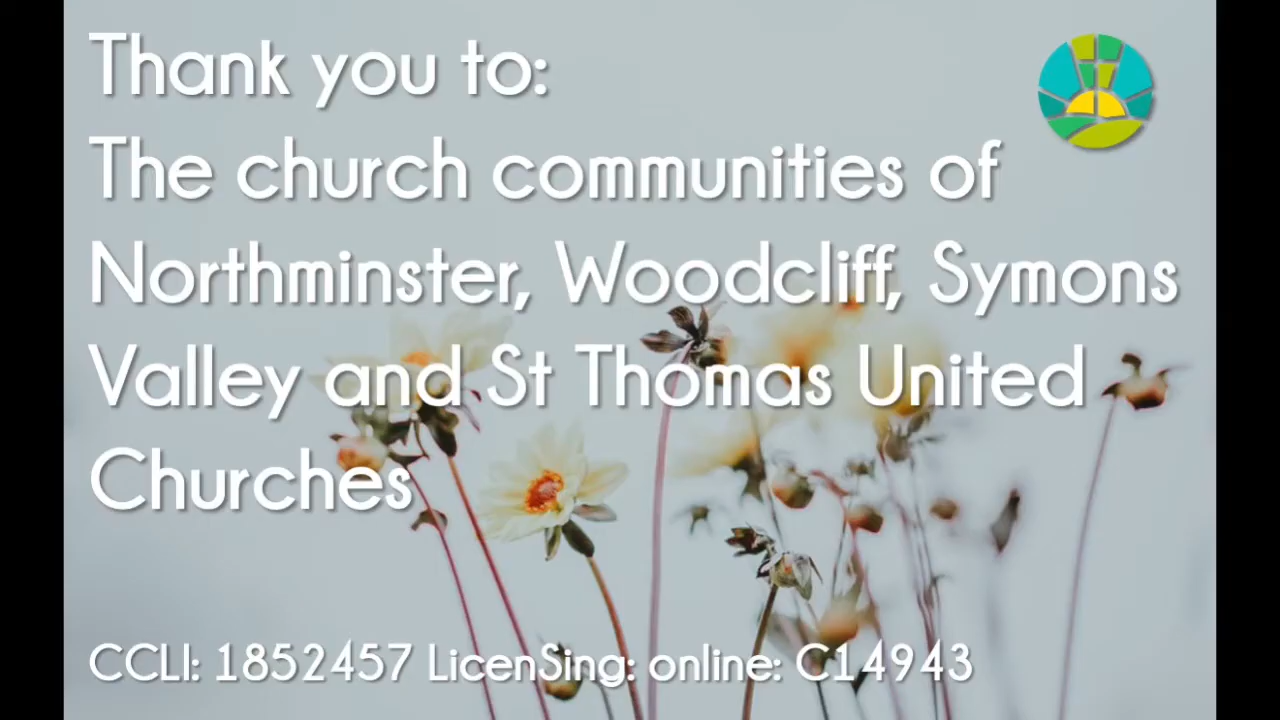 Thank you to:
The church communities of
Northminster, Woodcliff, Symons
Valley and St Thomas United
Churches
CCLI: 1852457 LicenSing: online: C14943